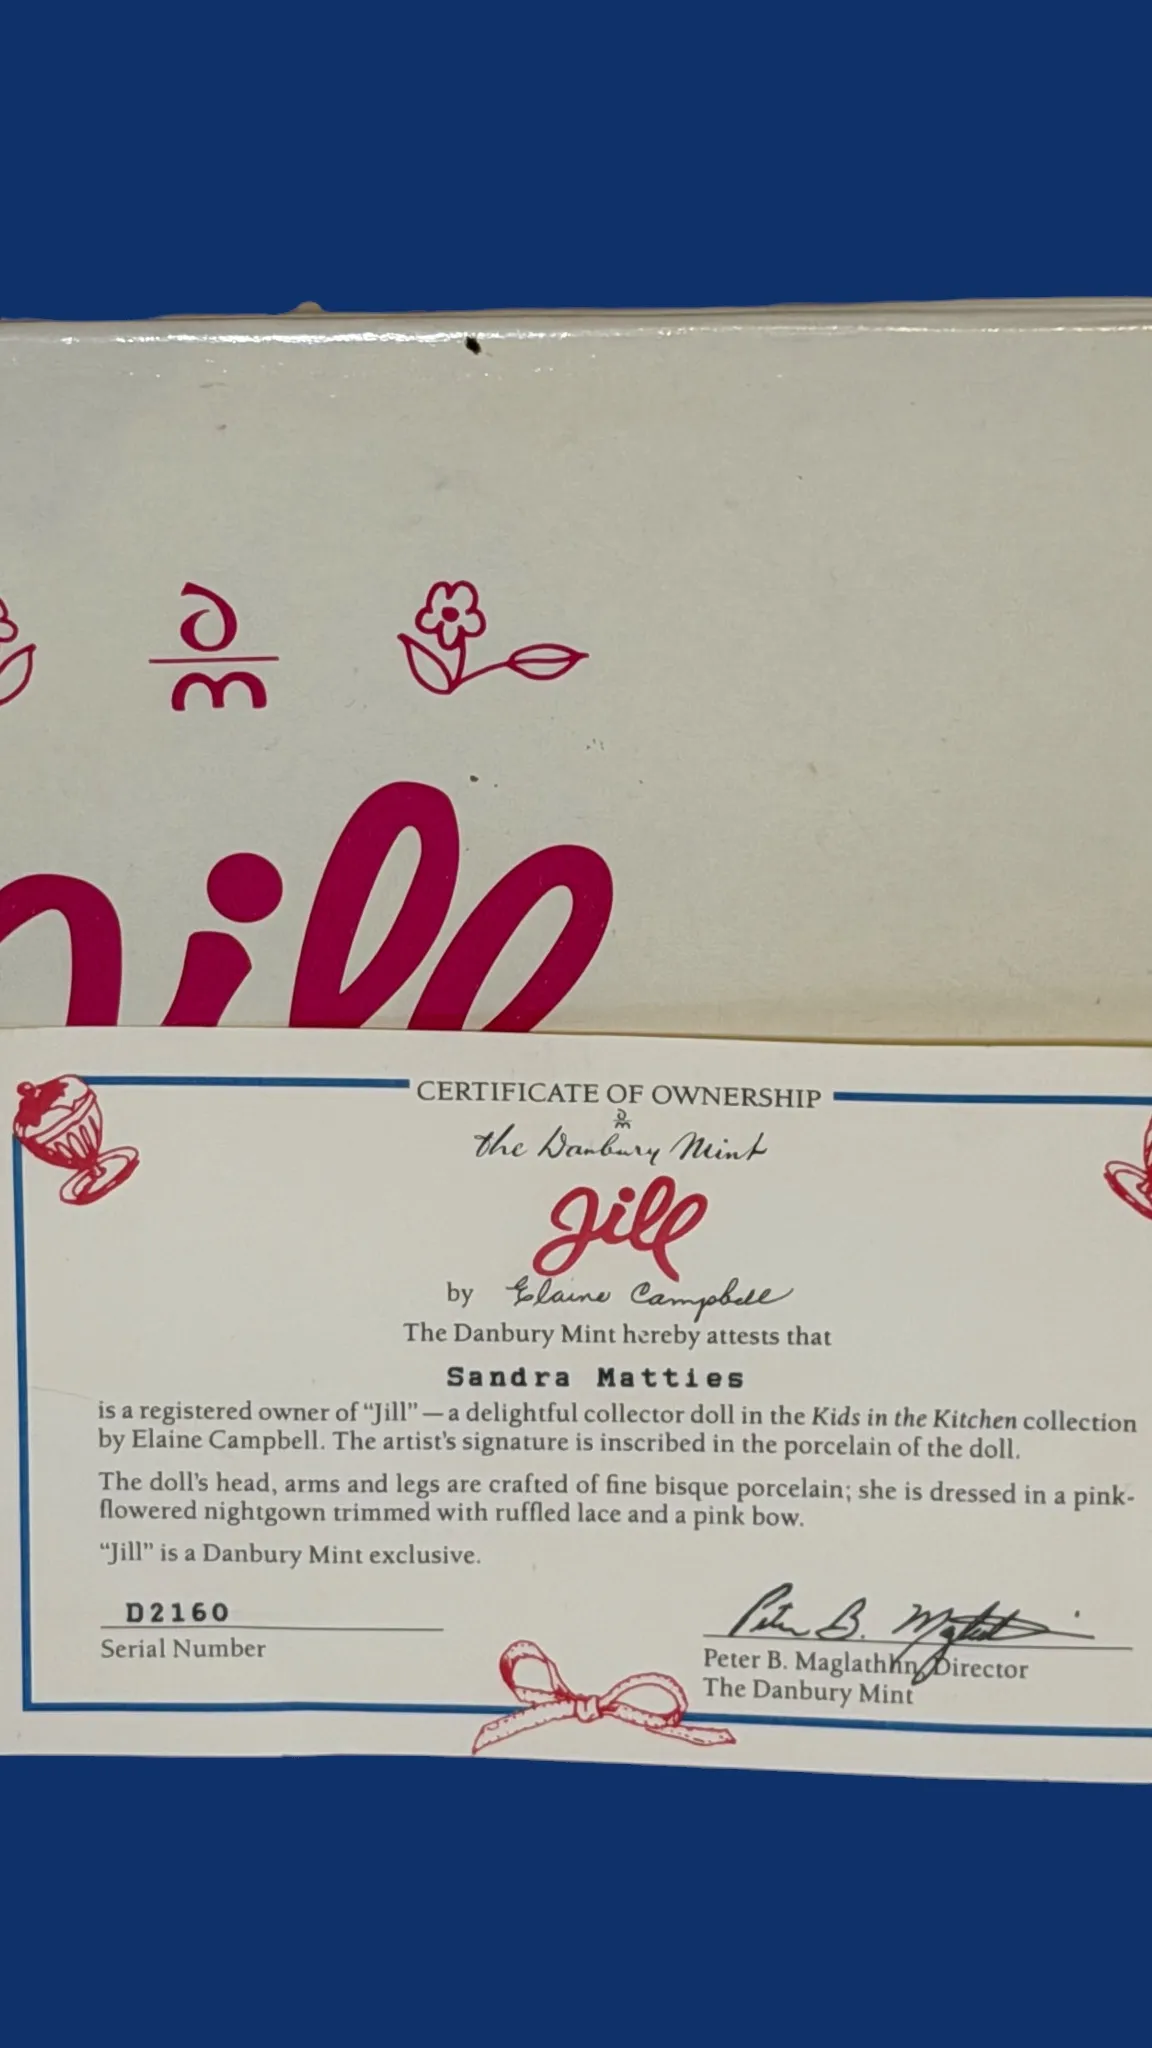 d
m
Jill
CERTIFICATE OF OWNERSHIP
d
m
the Danbury Mint
Jill
by Elaine Campbell
The Danbury Mint hereby attests that
Sandra Matties
is a registered owner of “Jill” — a delightful collector doll in the Kids in the Kitchen collection
by Elaine Campbell. The artist's signature is inscribed in the porcelain of the doll.
The doll's head, arms and legs are crafted of fine bisque porcelain; she is dressed in a pink-
flowered nightgown trimmed with ruffled lace and a pink bow.
“Jill” is a Danbury Mint exclusive.
D2160
Serial Number
Peter B. Maglathlin
Peter B. Maglathlin, Director
The Danbury Mint